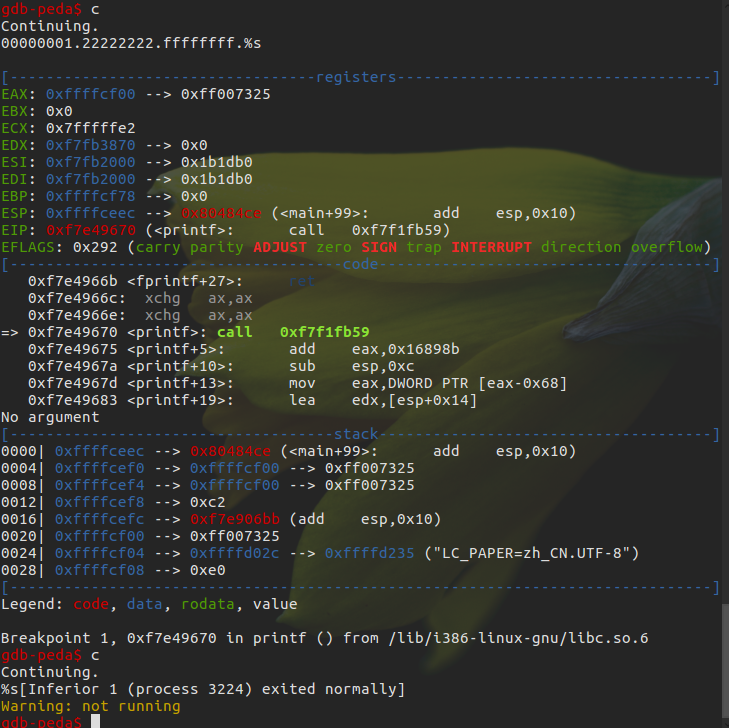 gdb-peda$ c
Continuing.
00000001.22222222.ffffffff.%s
[----------------------------------registers-----------------------------------]
EAX: 0xffffcf00 --> 0xff007325
EBX: 0x0
ECX: 0x7fffffe2
EDX: 0xf7fb3870 --> 0x0
ESI: 0xf7fb2000 --> 0x1b1db0
EDI: 0xf7fb2000 --> 0x1b1db0
EBP: 0xffffcf78 --> 0x0
ESP: 0xffffceec --> 0x80484ce (<main+99>:       add    esp,0x10)
EIP: 0xf7e49670 (<printf>:      call   0xf7f1fb59)
EFLAGS: 0x292 (carry parity ADJUST zero SIGN trap INTERRUPT direction overflow)
[-------------------------------------code-------------------------------------]
   0xf7e4966b <fprintf+27>:     ret
   0xf7e4966c:  xchg   ax,ax
   0xf7e4966e:  xchg   ax,ax
=> 0xf7e49670 <printf>: call   0xf7f1fb59
   0xf7e49675 <printf+5>:       add    eax,0x16898b
   0xf7e4967a <printf+10>:      sub    esp,0xc
   0xf7e4967d <printf+13>:      mov    eax,DWORD PTR [eax-0x68]
   0xf7e49683 <printf+19>:      lea    edx,[esp+0x14]
No argument
[------------------------------------stack-------------------------------------]
0000| 0xffffceec --> 0x80484ce (<main+99>:      add    esp,0x10)
0004| 0xffffcef0 --> 0xffffcf00 --> 0xff007325
0008| 0xffffcef4 --> 0xffffcf00 --> 0xff007325
0012| 0xffffcef8 --> 0xc2
0016| 0xffffcefc --> 0xf7e906bb (add    esp,0x10)
0020| 0xffffcf00 --> 0xff007325
0024| 0xffffcf04 --> 0xffffd02c --> 0xffffd235 ("LC_PAPER=zh_CN.UTF-8")
0028| 0xffffcf08 --> 0xe0
[------------------------------------------------------------------------------]
Legend: code, data, rodata, value
Breakpoint 1, 0xf7e49670 in printf () from /lib/i386-linux-gnu/libc.so.6
gdb-peda$ c
Continuing.
%s[Inferior 1 (process 3224) exited normally]
Warning: not running
gdb-peda$